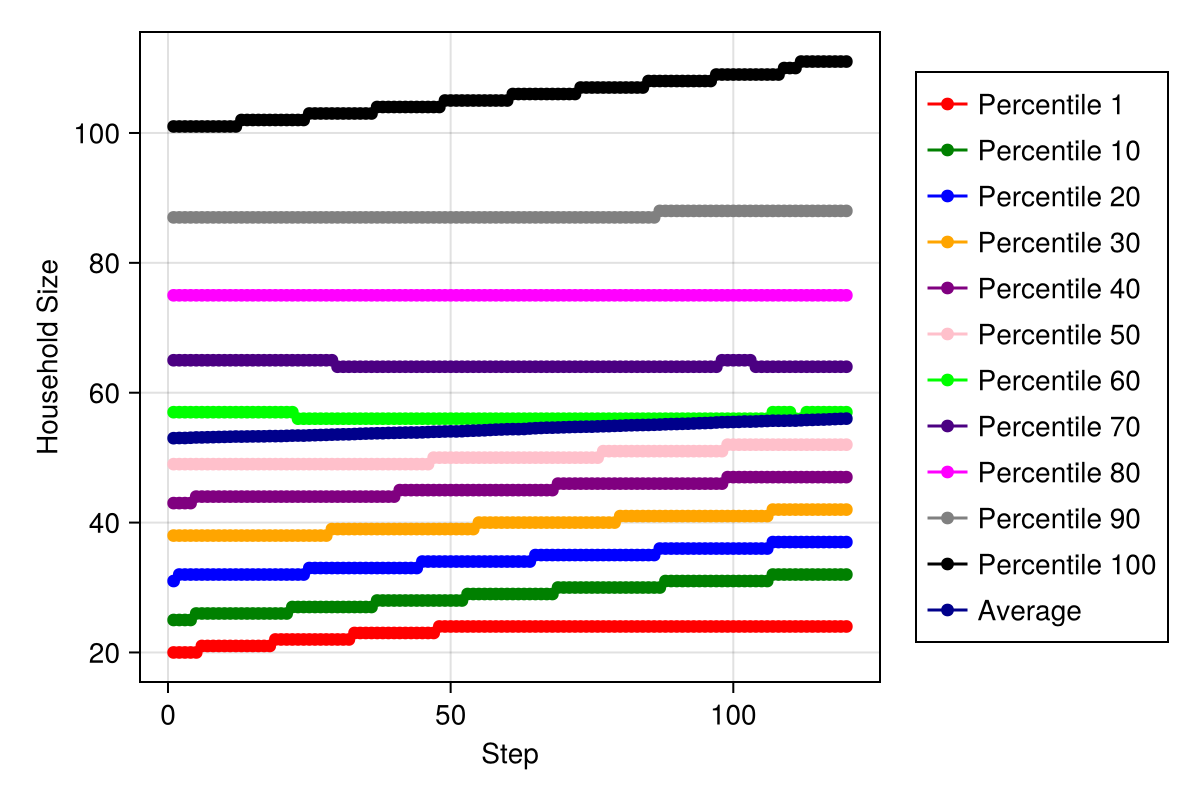 100
80
60
40
20
Household Size
0 50 100
Step
Percentile 1
Percentile 10
Percentile 20
Percentile 30
Percentile 40
Percentile 50
Percentile 60
Percentile 70
Percentile 80
Percentile 90
Percentile 100
Average